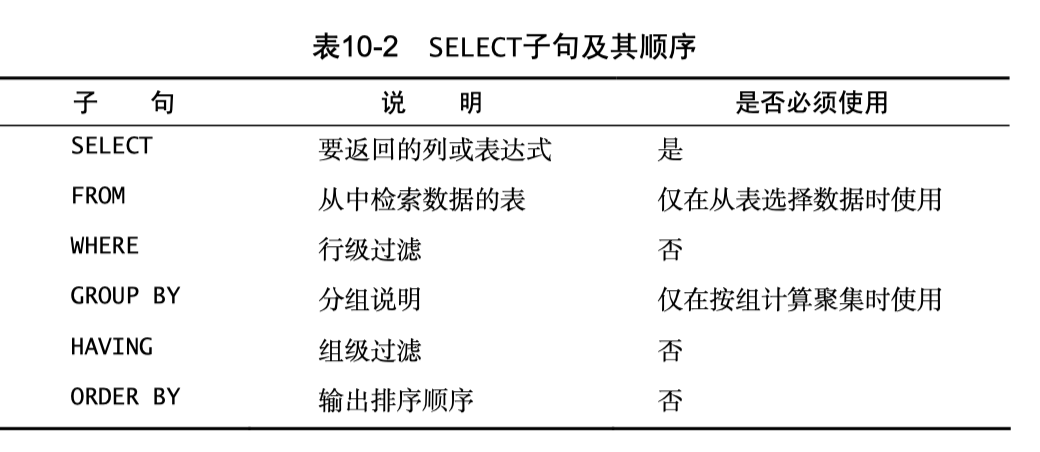 表10-2 SELECT子句及其顺序
子 句 说 明 是否必须使用
SELECT 要返回的列或表达式 是
FROM 从中检索数据的表 仅在从表选择数据时使用
WHERE 行级过滤 否
GROUP BY 分组说明 仅在按组计算聚集时使用
HAVING 组级过滤 否
ORDER BY 输出排序顺序 否